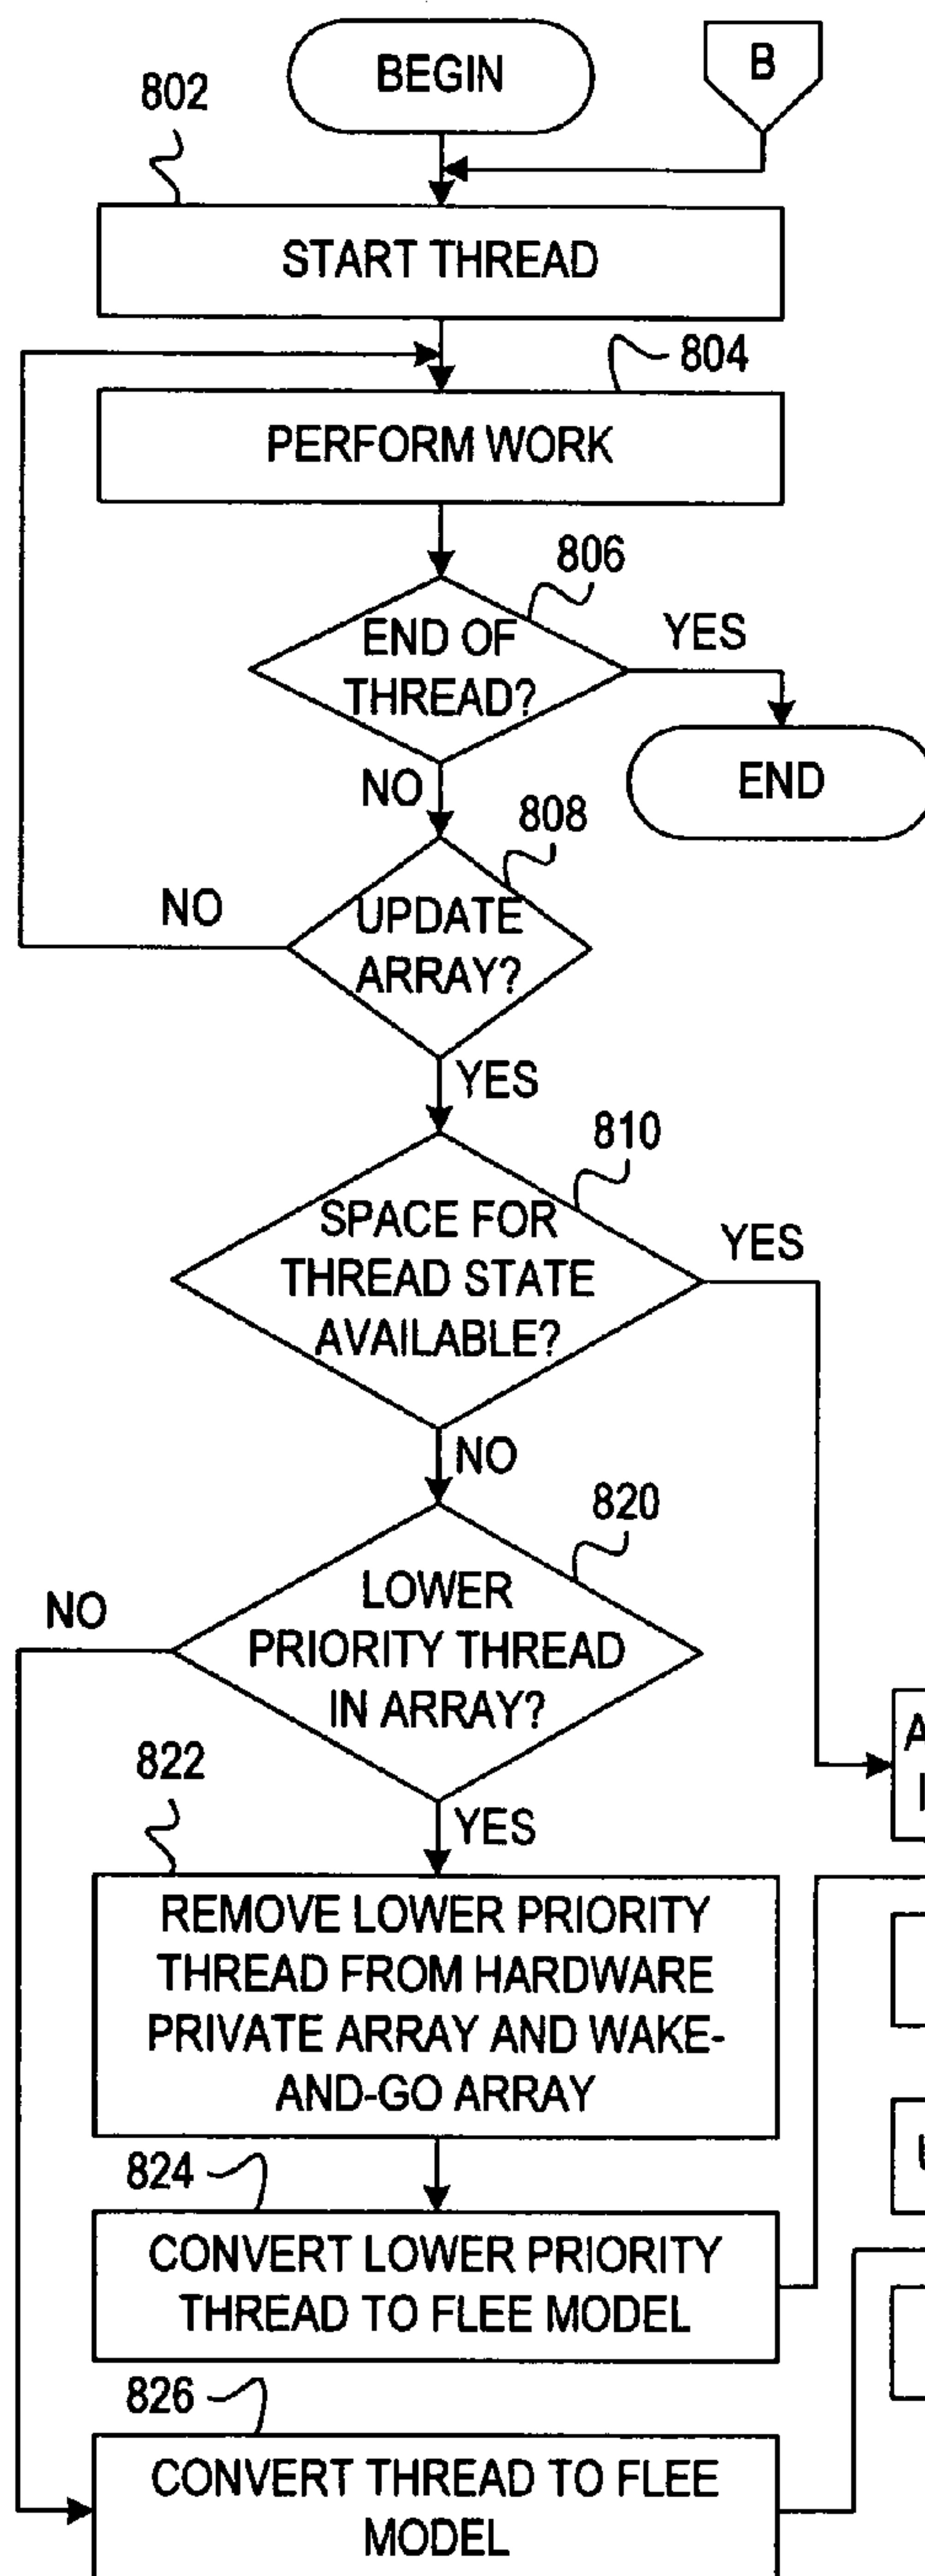 BEGIN
B
802
START THREAD
804
PERFORM WORK
806
END OF
THREAD?
YES
END
NO
808
UPDATE
ARRAY?
NO
YES
810
SPACE FOR
THREAD STATE
AVAILABLE?
YES
NO
820
LOWER
PRIORITY THREAD
IN ARRAY?
NO
YES
822
REMOVE LOWER PRIORITY
THREAD FROM HARDWARE
PRIVATE ARRAY AND WAKE-
AND-GO ARRAY
824
CONVERT LOWER PRIORITY
THREAD TO FLEE MODEL
826
CONVERT THREAD TO FLEE
MODEL